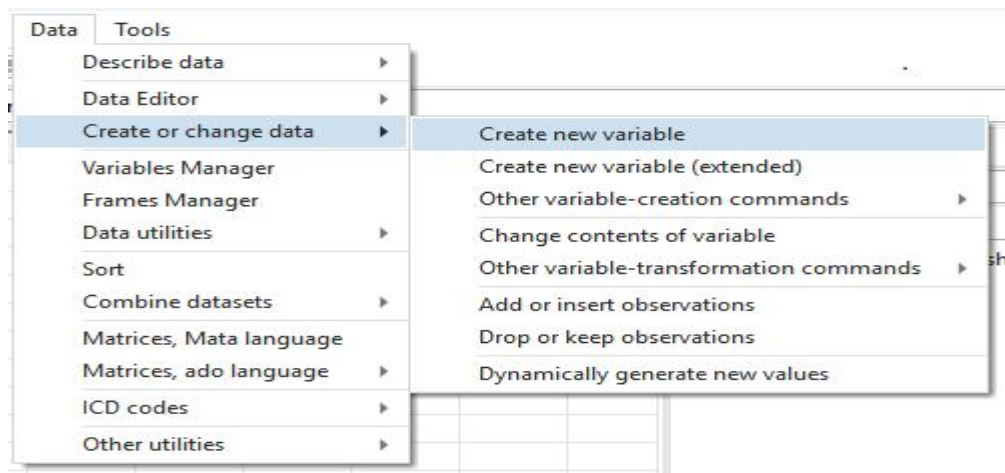 Data Tools
Describe data
Data Editor
Create or change data
Variables Manager
Frames Manager
Data utilities
Sort
Combine datasets
Matrices, Mata language
Matrices, ado language
ICD codes
Other utilities
Create new variable
Create new variable (extended)
Other variable-creation commands
Change contents of variable
Other variable-transformation commands
Add or insert observations
Drop or keep observations
Dynamically generate new values